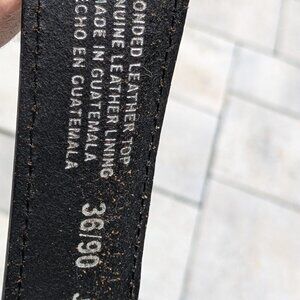 ONDED LEATHER TOP
NUINE LEATHER LINING
MADE IN GUATEMALA
ECHO EN GUATEMALA
36/90